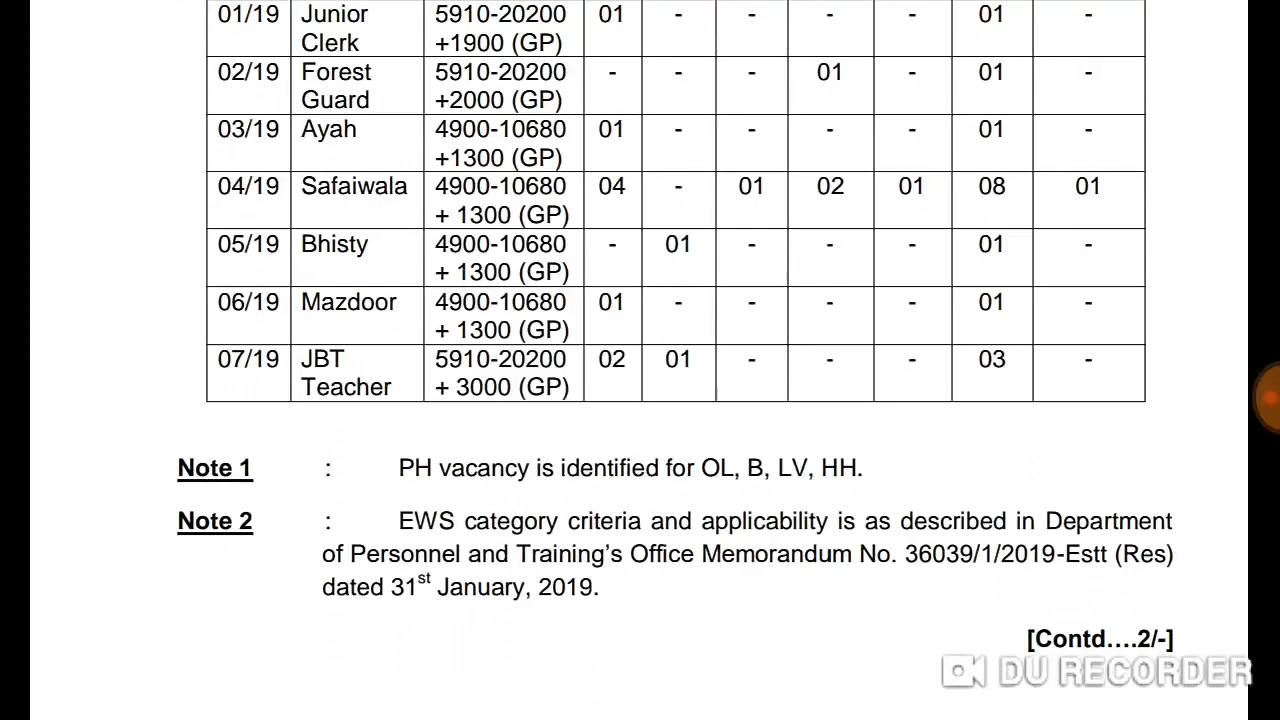 01/19 Junior Clerk 5910-20200 +1900 (GP) 01 - - - - 01 -
02/19 Forest Guard 5910-20200 +2000 (GP) - - - 01 - 01 -
03/19 Ayah 4900-10680 +1300 (GP) 01 - - - - 01 -
04/19 Safaiwala 4900-10680 + 1300 (GP) 04 - 01 02 01 08 01
05/19 Bhisty 4900-10680 + 1300 (GP) - 01 - - - 01 -
06/19 Mazdoor 4900-10680 + 1300 (GP) 01 - - - - 01 -
07/19 JBT Teacher 5910-20200 + 3000 (GP) 02 01 - - - 03 -
Note 1 : PH vacancy is identified for OL, B, LV, HH.
Note 2 : EWS category criteria and applicability is as described in Department
of Personnel and Training's Office Memorandum No. 36039/1/2019-Estt (Res)
dated 31st January, 2019.
[Contd....2/-]
DU RECORDER